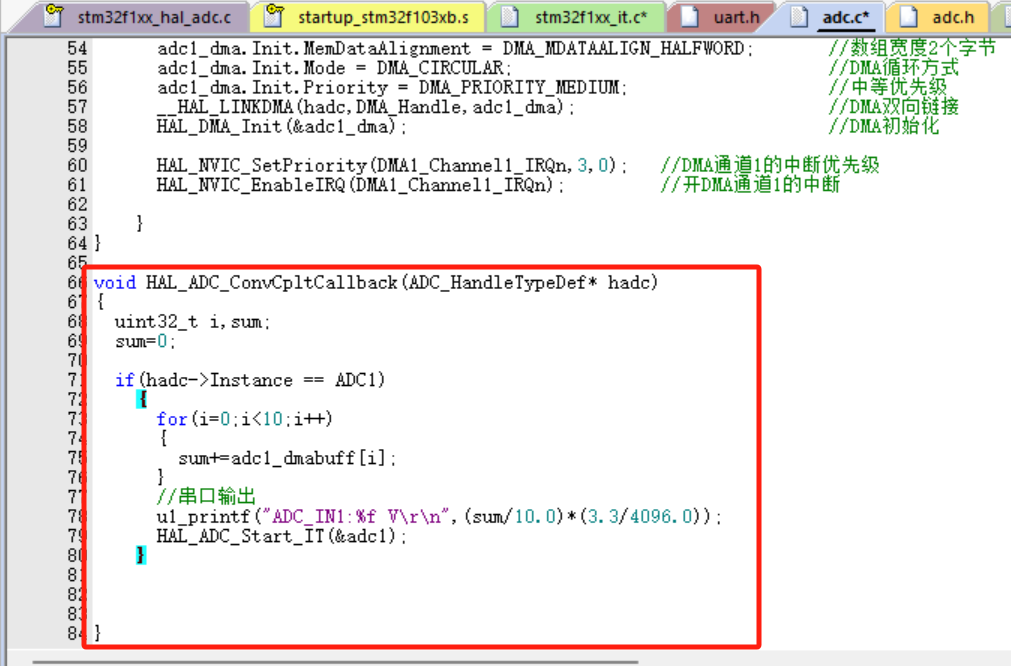 stm32f1xx_hal_adc.c startup_stm32f103xb.s stm32f1xx_it.c* uart.h adc.c* adc.h
54 adc1_dma.Init.MemDataAlignment = DMA_MDATAALIGN_HALFWORD; //数组宽度2个字节
55 adc1_dma.Init.Mode = DMA_CIRCULAR; //DMA循环方式
56 adc1_dma.Init.Priority = DMA_PRIORITY_MEDIUM; //中等优先级
57 __HAL_LINKDMA(hadc,DMA_Handle,adc1_dma); //DMA双向链接
58 HAL_DMA_Init(&adc1_dma); //DMA初始化
59
60 HAL_NVIC_SetPriority(DMA1_Channel1_IRQn,3,0); //DMA通道1的中断优先级
61 HAL_NVIC_EnableIRQ(DMA1_Channel1_IRQn); //开DMA通道1的中断
62
63 }
64 }
65
66 void HAL_ADC_ConvCpltCallback(ADC_HandleTypeDef* hadc)
67 {
68 uint32_t i,sum;
69 sum=0;
70
71 if(hadc->Instance == ADC1)
72 {
73 for(i=0;i<10;i++)
74 {
75 sum+=adc1_dmabuff[i];
76 }
77 //串口输出
78 u1_printf("ADC_IN1:%f V\r\n",(sum/10.0)*(3.3/4096.0));
79 HAL_ADC_Start_IT(&adc1);
80 }
81
82
83
84 }